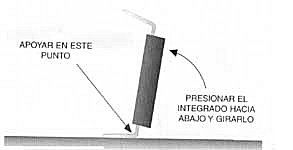 APOYAR EN ESTE
PUNTO
PRESIONAR EL
INTEGRADO HACIA
ABAJO Y GIRARLO